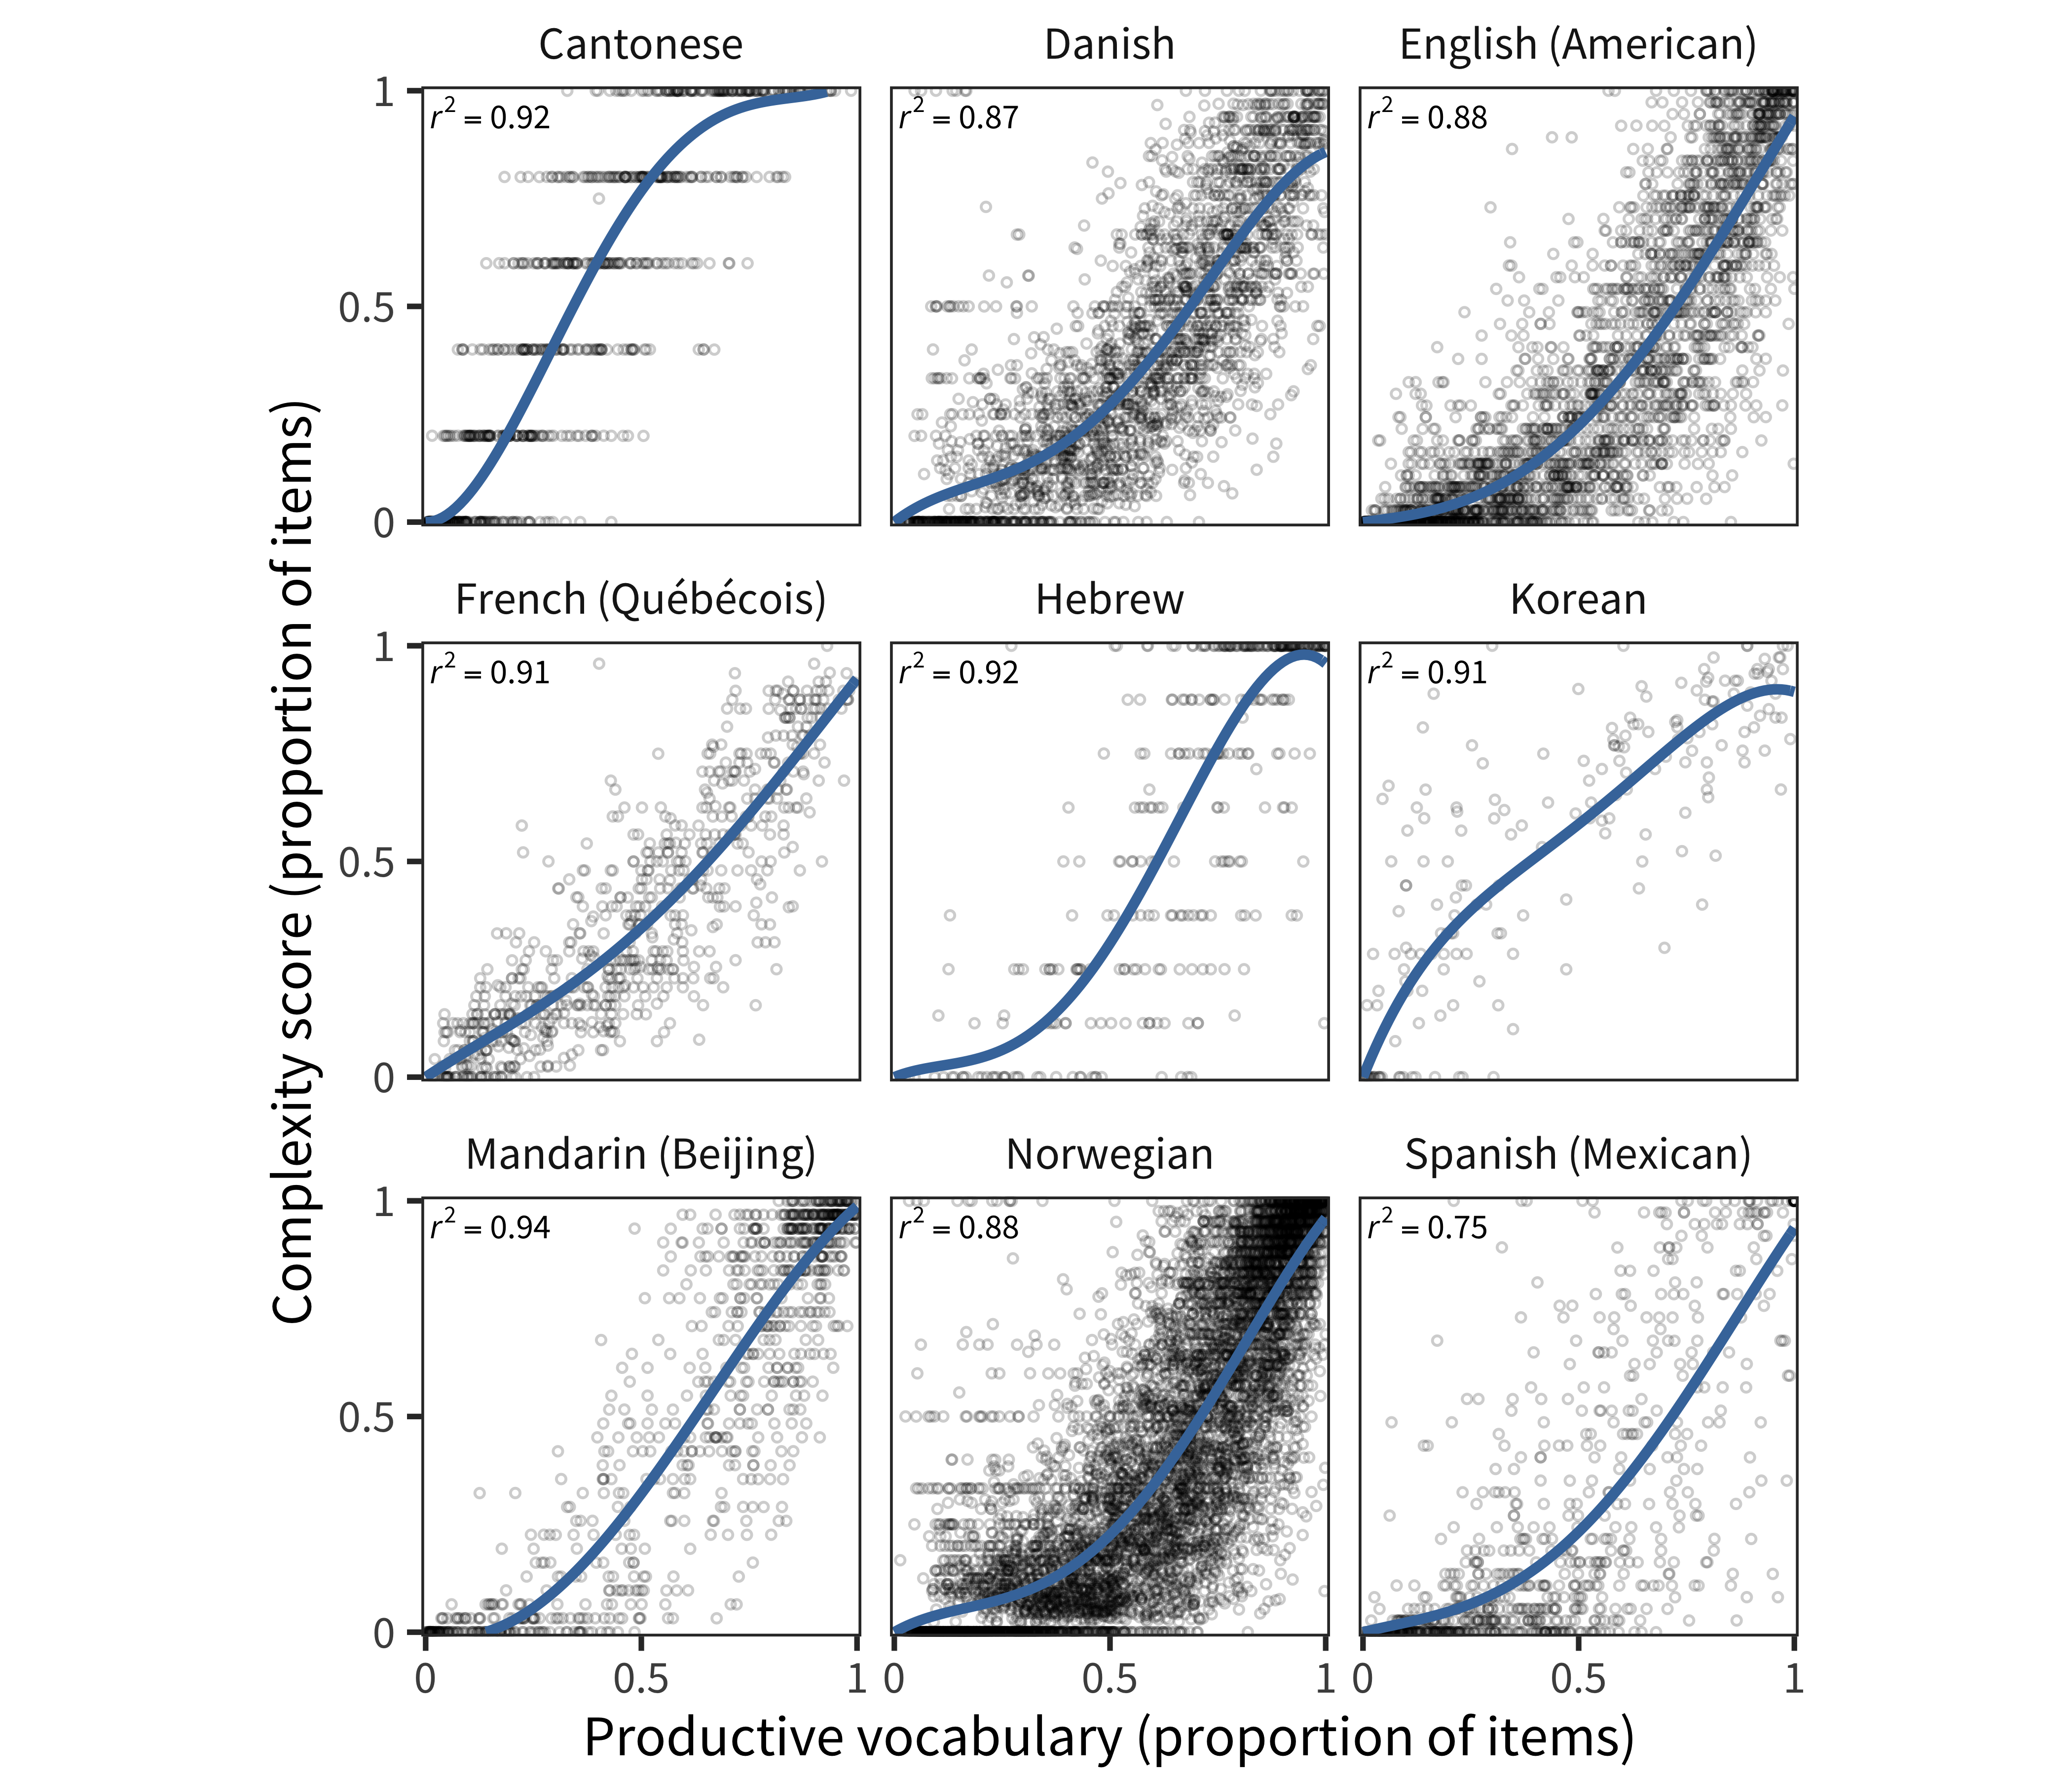 Cantonese
Danish
English (American)
r² = 0.92
r² = 0.87
r² = 0.88
1
0.5
0
French (Québécois)
Hebrew
Korean
r² = 0.91
r² = 0.92
r² = 0.91
1
0.5
0
Mandarin (Beijing)
Norwegian
Spanish (Mexican)
r² = 0.94
r² = 0.88
r² = 0.75
1
0.5
0
0 0.5 1
0 0.5 1
0 0.5 1
Complexity score (proportion of items)
Productive vocabulary (proportion of items)